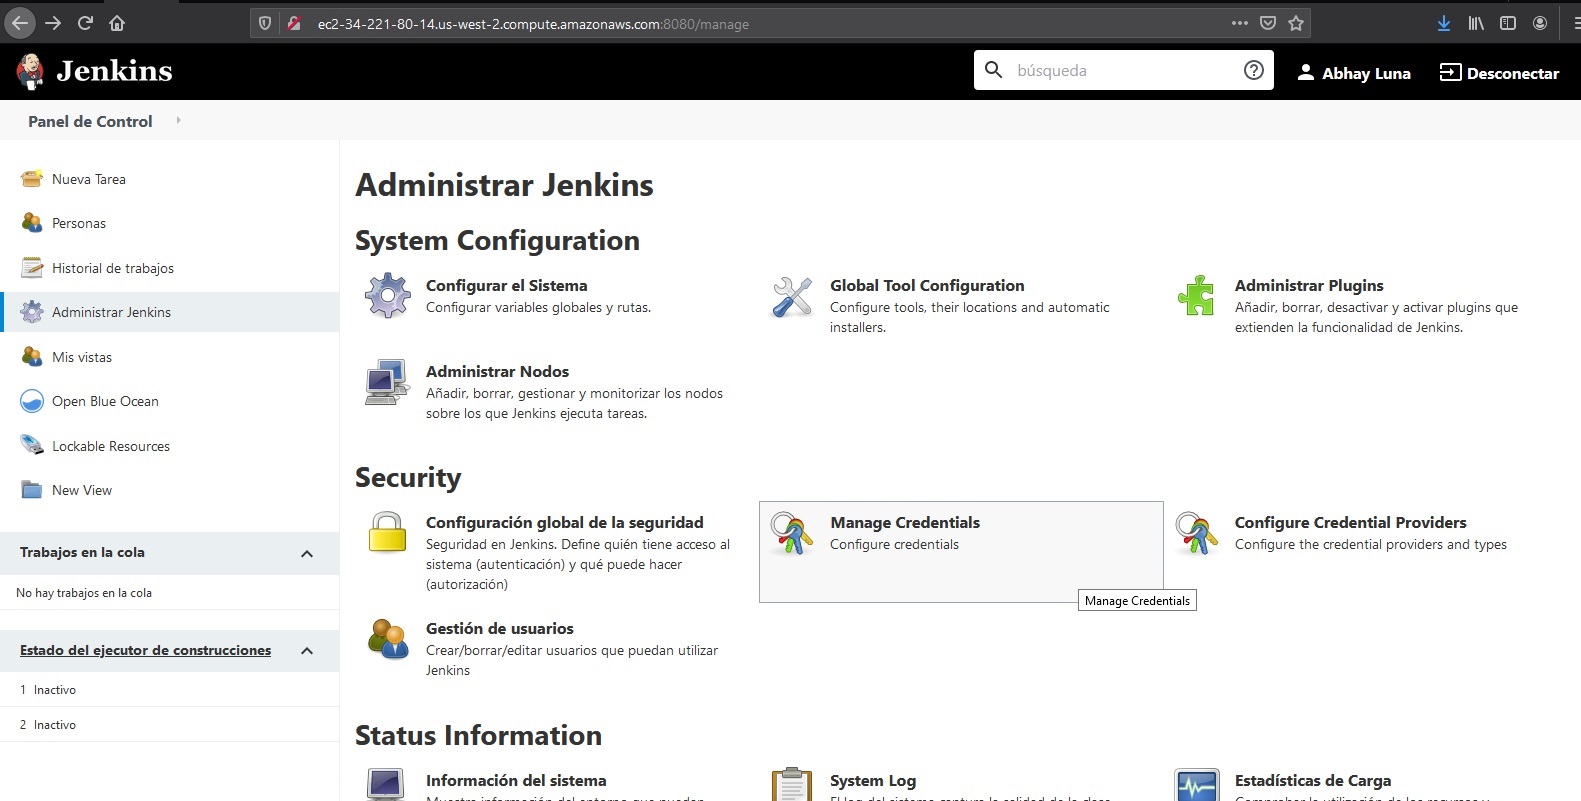 ec2-34-221-80-14.us-west-2.compute.amazonaws.com:8080/manage
Jenkins
búsqueda
Abhay Luna
Desconectar
Panel de Control
Nueva Tarea
Personas
Historial de trabajos
Administrar Jenkins
Mis vistas
Open Blue Ocean
Lockable Resources
New View
Trabajos en la cola
No hay trabajos en la cola
Estado del ejecutor de construcciones
1 Inactivo
2 Inactivo
Administrar Jenkins
System Configuration
Configurar el Sistema
Configurar variables globales y rutas.
Global Tool Configuration
Configure tools, their locations and automatic
installers.
Administrar Plugins
Añadir, borrar, desactivar y activar plugins que
extienden la funcionalidad de Jenkins.
Administrar Nodos
Añadir, borrar, gestionar y monitorizar los nodos
sobre los que Jenkins ejecuta tareas.
Security
Configuración global de la seguridad
Seguridad en Jenkins. Define quién tiene acceso al
sistema (autenticación) y qué puede hacer
(autorización)
Manage Credentials
Configure credentials
Manage Credentials
Configure Credential Providers
Configure the credential providers and types
Gestión de usuarios
Crear/borrar/editar usuarios que puedan utilizar
Jenkins
Status Information
Información del sistema
System Log
Estadísticas de Carga